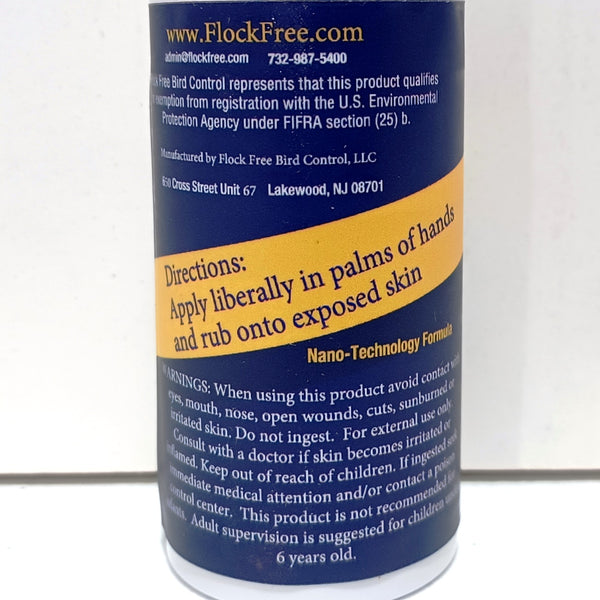 www.FlockFree.com
admin@flockfree.com 732-987-5400
Free Bird Control represents that this product qualifies
exemption from registration with the U.S. Environmental
Protection Agency under FIFRA section (25) b.
Manufactured by Flock Free Bird Control, LLC
Cross Street Unit 67 Lakewood, NJ 08701
Directions:
Apply liberally in palms of hands
and rub onto exposed skin
Nano-Technology Formula
WARNINGS: When using this product avoid contact with
eyes, mouth, nose, open wounds, cuts, sunburned or
irritated skin. Do not ingest. For external use only.
Consult with a doctor if skin becomes irritated or
inflamed. Keep out of reach of children. If ingested seek
immediate medical attention and/or contact a poison
control center. This product is not recommended for
Adult supervision is suggested for children under
6 years old.